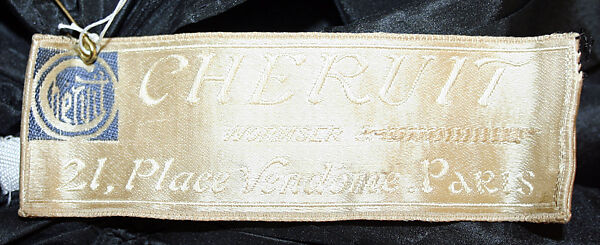 CHERUIT
WORMSER
21, Place Vendôme. PARIS